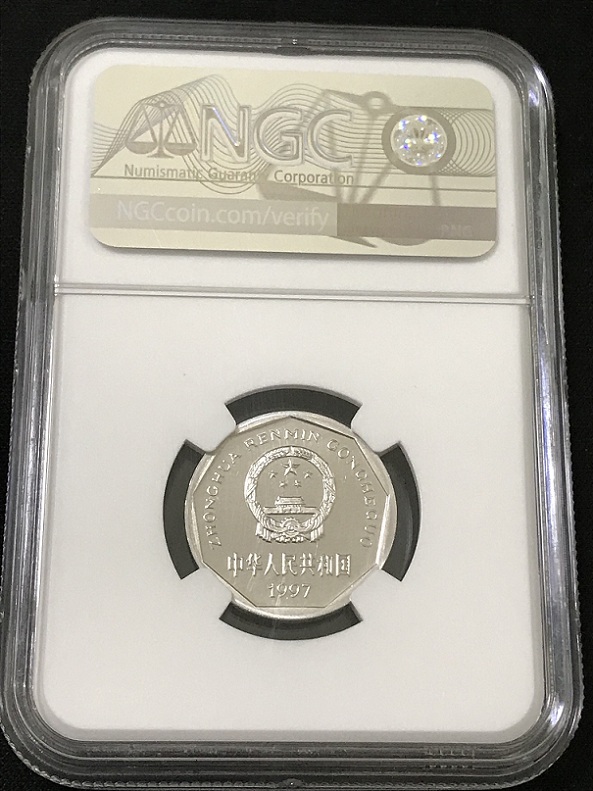 NGC
Numismatic Guaranty Corporation
NGCcoin.com/verify
ZHONGHUA RENMIN GONGHEGUO
中华人民共和国
1997